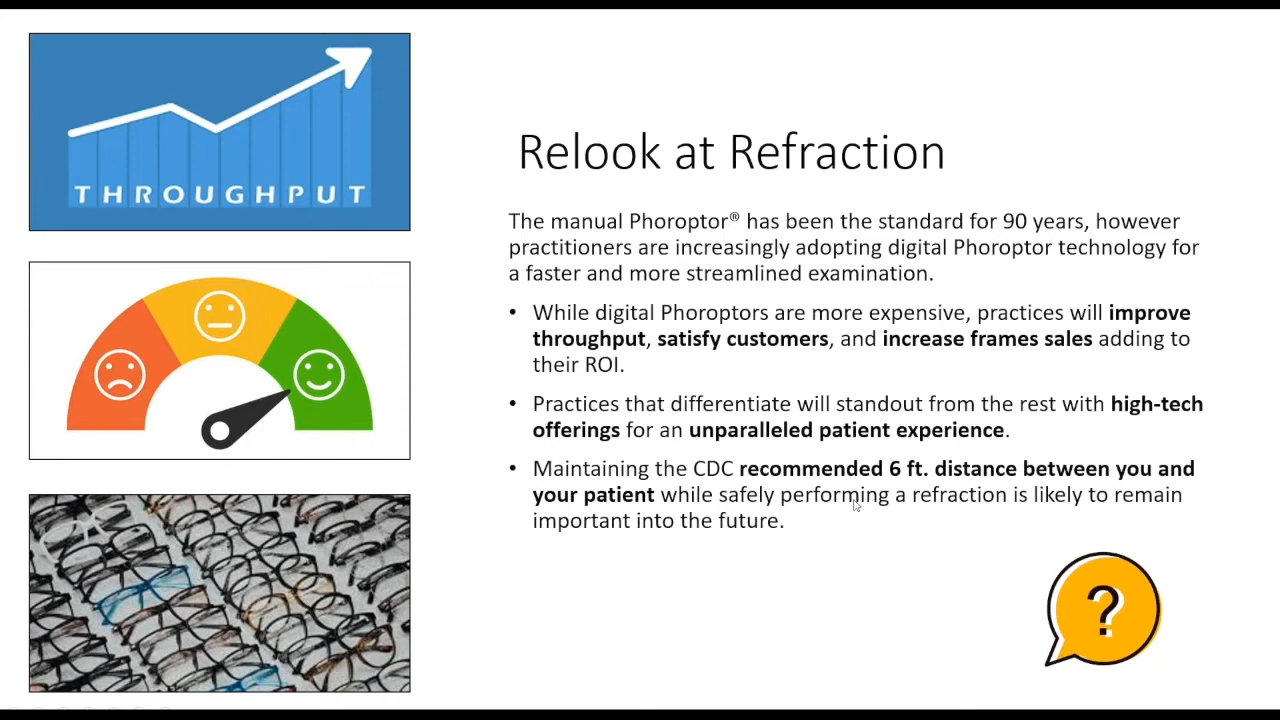 THROUGHPUT
Relook at Refraction
The manual Phoroptor® has been the standard for 90 years, however
practitioners are increasingly adopting digital Phoroptor technology for
a faster and more streamlined examination.
• While digital Phoroptors are more expensive, practices will improve
throughput, satisfy customers, and increase frames sales adding to
their ROI.
• Practices that differentiate will standout from the rest with high-tech
offerings for an unparalleled patient experience.
• Maintaining the CDC recommended 6 ft. distance between you and
your patient while safely performing a refraction is likely to remain
important into the future.
?